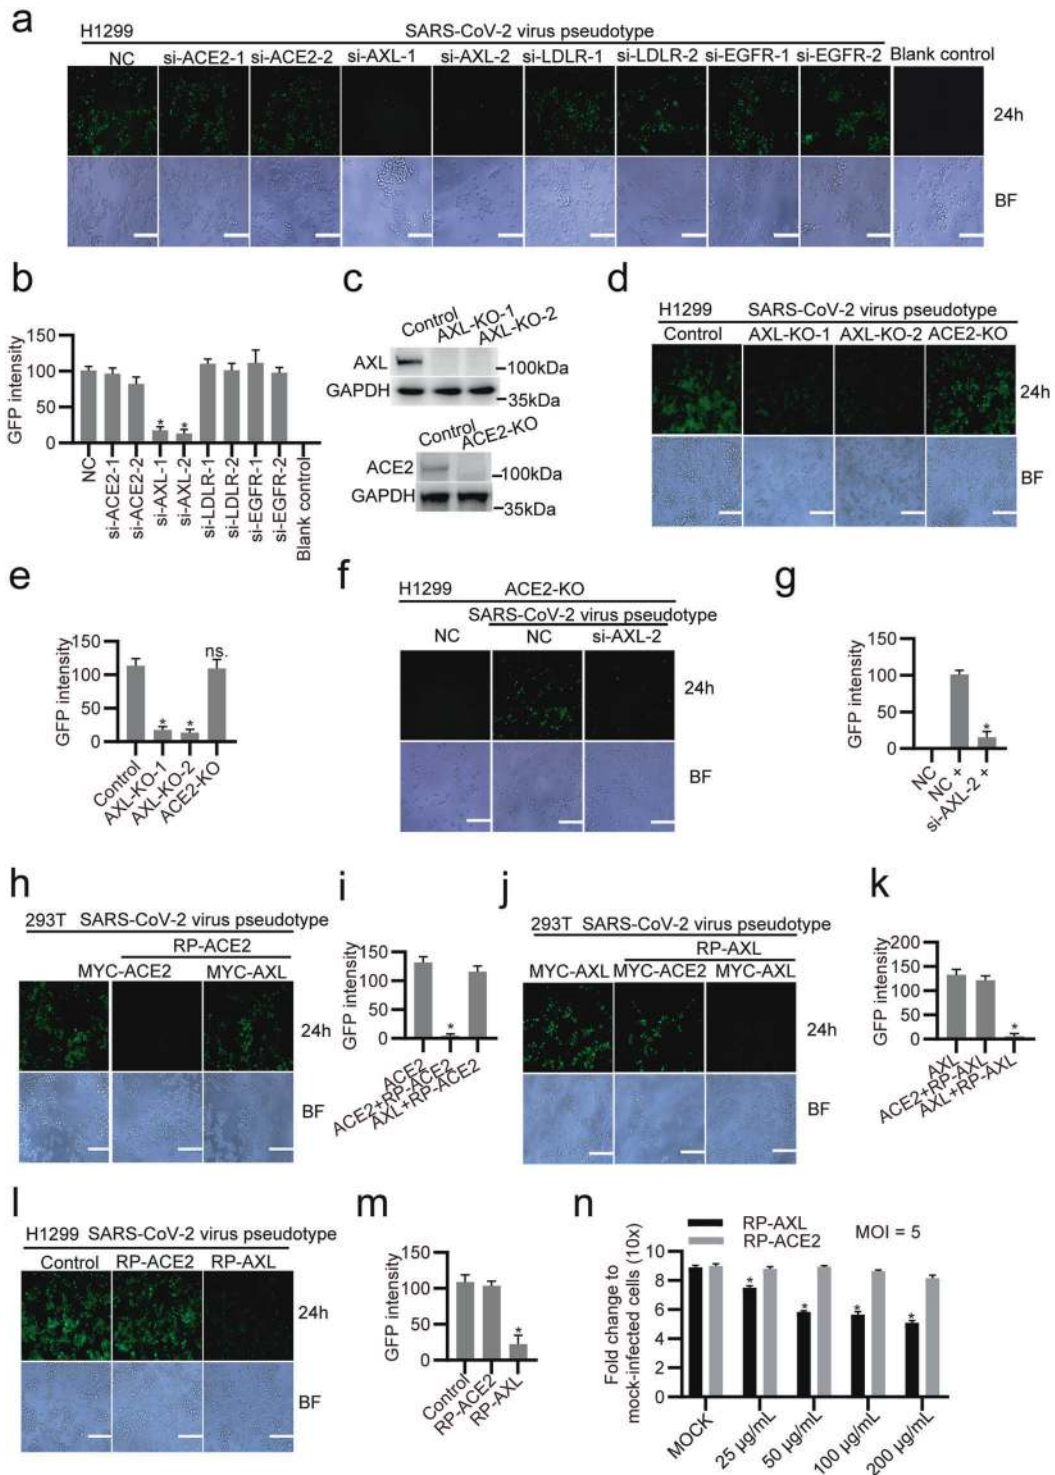 a
H1299 SARS-CoV-2 virus pseudotype
NC si-ACE2-1 si-ACE2-2 si-AXL-1 si-AXL-2 si-LDLR-1 si-LDLR-2 si-EGFR-1 si-EGFR-2 Blank control
24h
BF
b
GFP intensity
150
100
50
0
NC
si-ACE2-1
si-ACE2-2
si-AXL-1
si-AXL-2
si-LDLR-1
si-LDLR-2
si-EGFR-1
si-EGFR-2
Blank control
* *
c
Control AXL-KO-1 AXL-KO-2
AXL
100kDa
GAPDH
35kDa
Control ACE2-KO
ACE2
100kDa
GAPDH
35kDa
d
H1299 SARS-CoV-2 virus pseudotype
Control AXL-KO-1 AXL-KO-2 ACE2-KO
24h
BF
e
GFP intensity
150
100
50
0
* * ns.
Control
AXL-KO-1
AXL-KO-2
ACE2-KO
f
H1299 ACE2-KO
SARS-CoV-2 virus pseudotype
NC NC si-AXL-2
24h
BF
g
GFP intensity
150
100
50
0
*
NC
NC +
si-AXL-2 +
h
293T SARS-CoV-2 virus pseudotype
RP-ACE2
MYC-ACE2 MYC-AXL
24h
BF
i
GFP intensity
150
100
50
0
*
ACE2
ACE2+RP-ACE2
AXL+RP-ACE2
j
293T SARS-CoV-2 virus pseudotype
RP-AXL
MYC-AXL MYC-ACE2 MYC-AXL
24h
BF
k
GFP intensity
200
150
100
50
0
*
AXL
ACE2+RP-AXL
AXL+RP-AXL
l
H1299 SARS-CoV-2 virus pseudotype
Control RP-ACE2 RP-AXL
24h
BF
m
GFP intensity
150
100
50
0
*
Control
RP-ACE2
RP-AXL
n
RP-AXL
RP-ACE2
MOI = 5
Fold change to
mock-infected cells (10x)
10
8
6
4
2
0
* * * *
MOCK
25 µg/mL
50 µg/mL
100 µg/mL
200 µg/mL